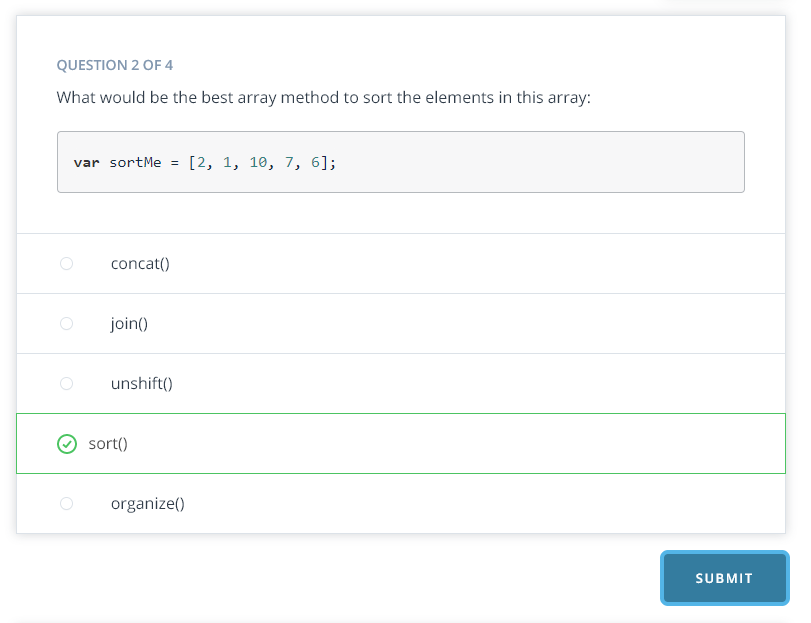 QUESTION 2 OF 4
What would be the best array method to sort the elements in this array:
var sortMe = [2, 1, 10, 7, 6];
concat()
join()
unshift()
sort()
organize()
SUBMIT